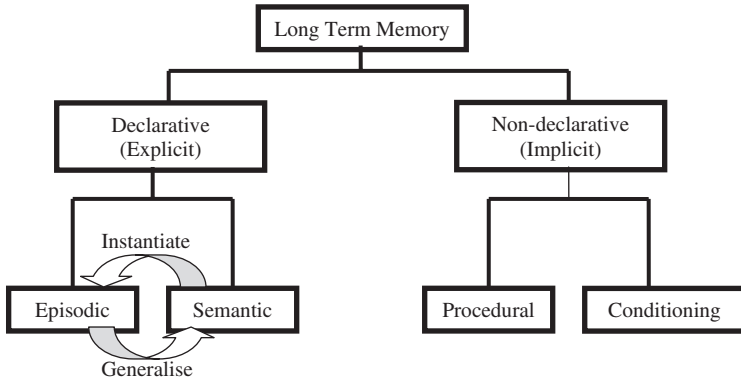 Long Term Memory
Declarative
(Explicit)
Non-declarative
(Implicit)
Instantiate
Episodic
Semantic
Procedural
Conditioning
Generalise